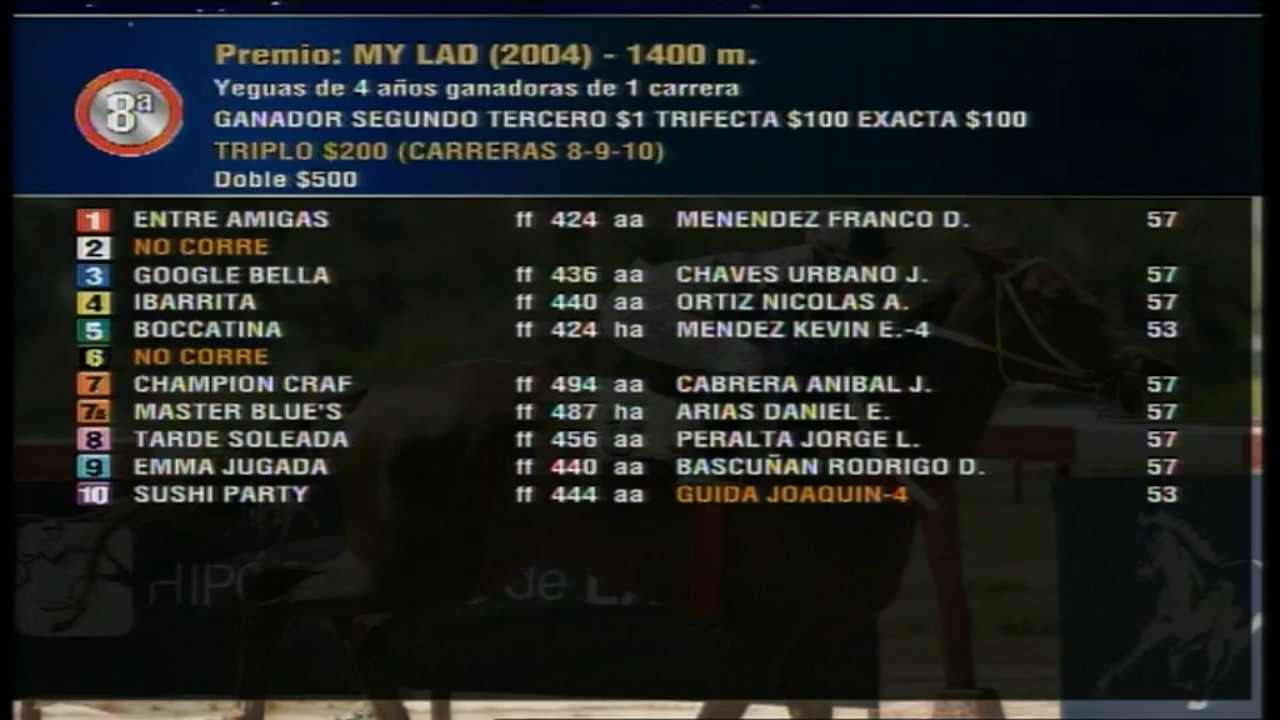 8ª
Premio: MY LAD (2004) - 1400 m.
Yeguas de 4 años ganadoras de 1 carrera
GANADOR SEGUNDO TERCERO $1 TRIFECTA $100 EXACTA $100
TRIPLO $200 (CARRERAS 8-9-10)
Doble $500
1 ENTRE AMIGAS ff 424 aa MENENDEZ FRANCO D. 57
2 NO CORRE
3 GOOGLE BELLA ff 436 aa CHAVES URBANO J. 57
4 IBARRITA ff 440 aa ORTIZ NICOLAS A. 57
5 BOCCATINA ff 424 ha MENDEZ KEVIN E.-4 53
6 NO CORRE
7 CHAMPION CRAF ff 494 aa CABRERA ANIBAL J. 57
7a MASTER BLUE'S ff 487 ha ARIAS DANIEL E. 57
8 TARDE SOLEADA ff 456 aa PERALTA JORGE L. 57
9 EMMA JUGADA ff 440 aa BASCUÑAN RODRIGO D. 57
10 SUSHI PARTY ff 444 aa GUIDA JOAQUIN-4 53
de